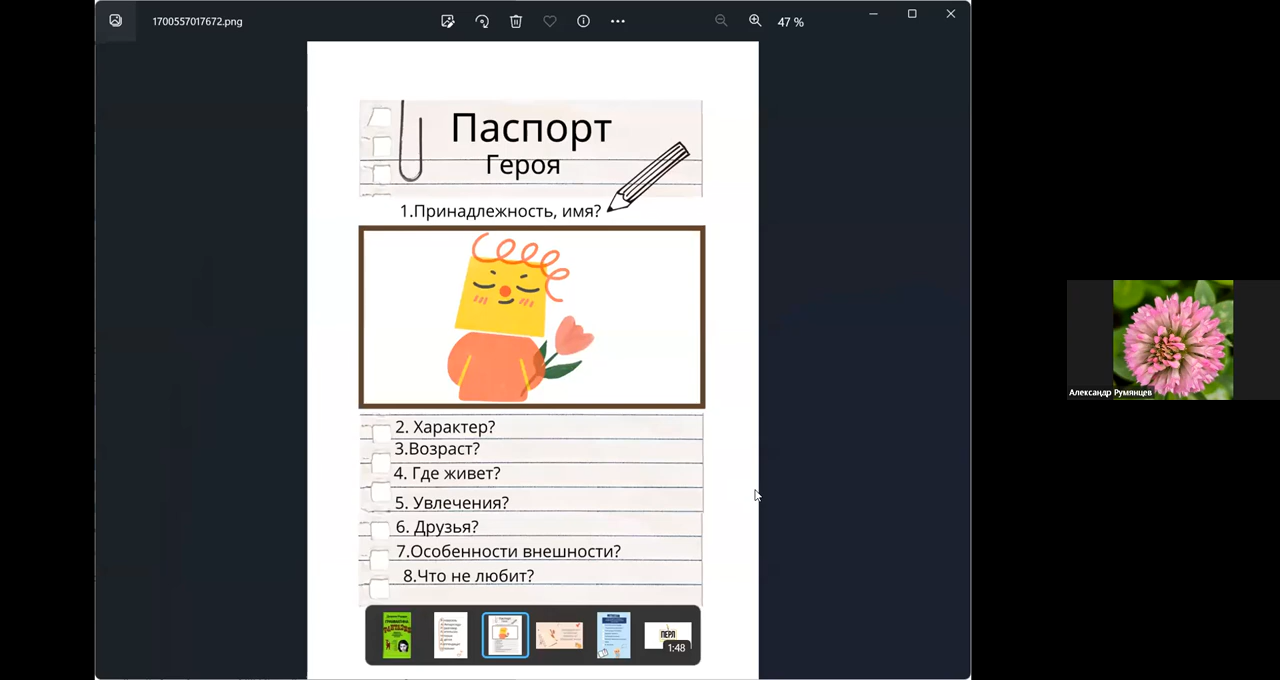 1700557017672.png
47 %
Паспорт
Героя
1.Принадлежность, имя?
2. Характер?
3.Возраст?
4. Где живет?
5. Увлечения?
6. Друзья?
7.Особенности внешности?
8.Что не любит?
ПЕРЛ
1:48
Александр Румянцев